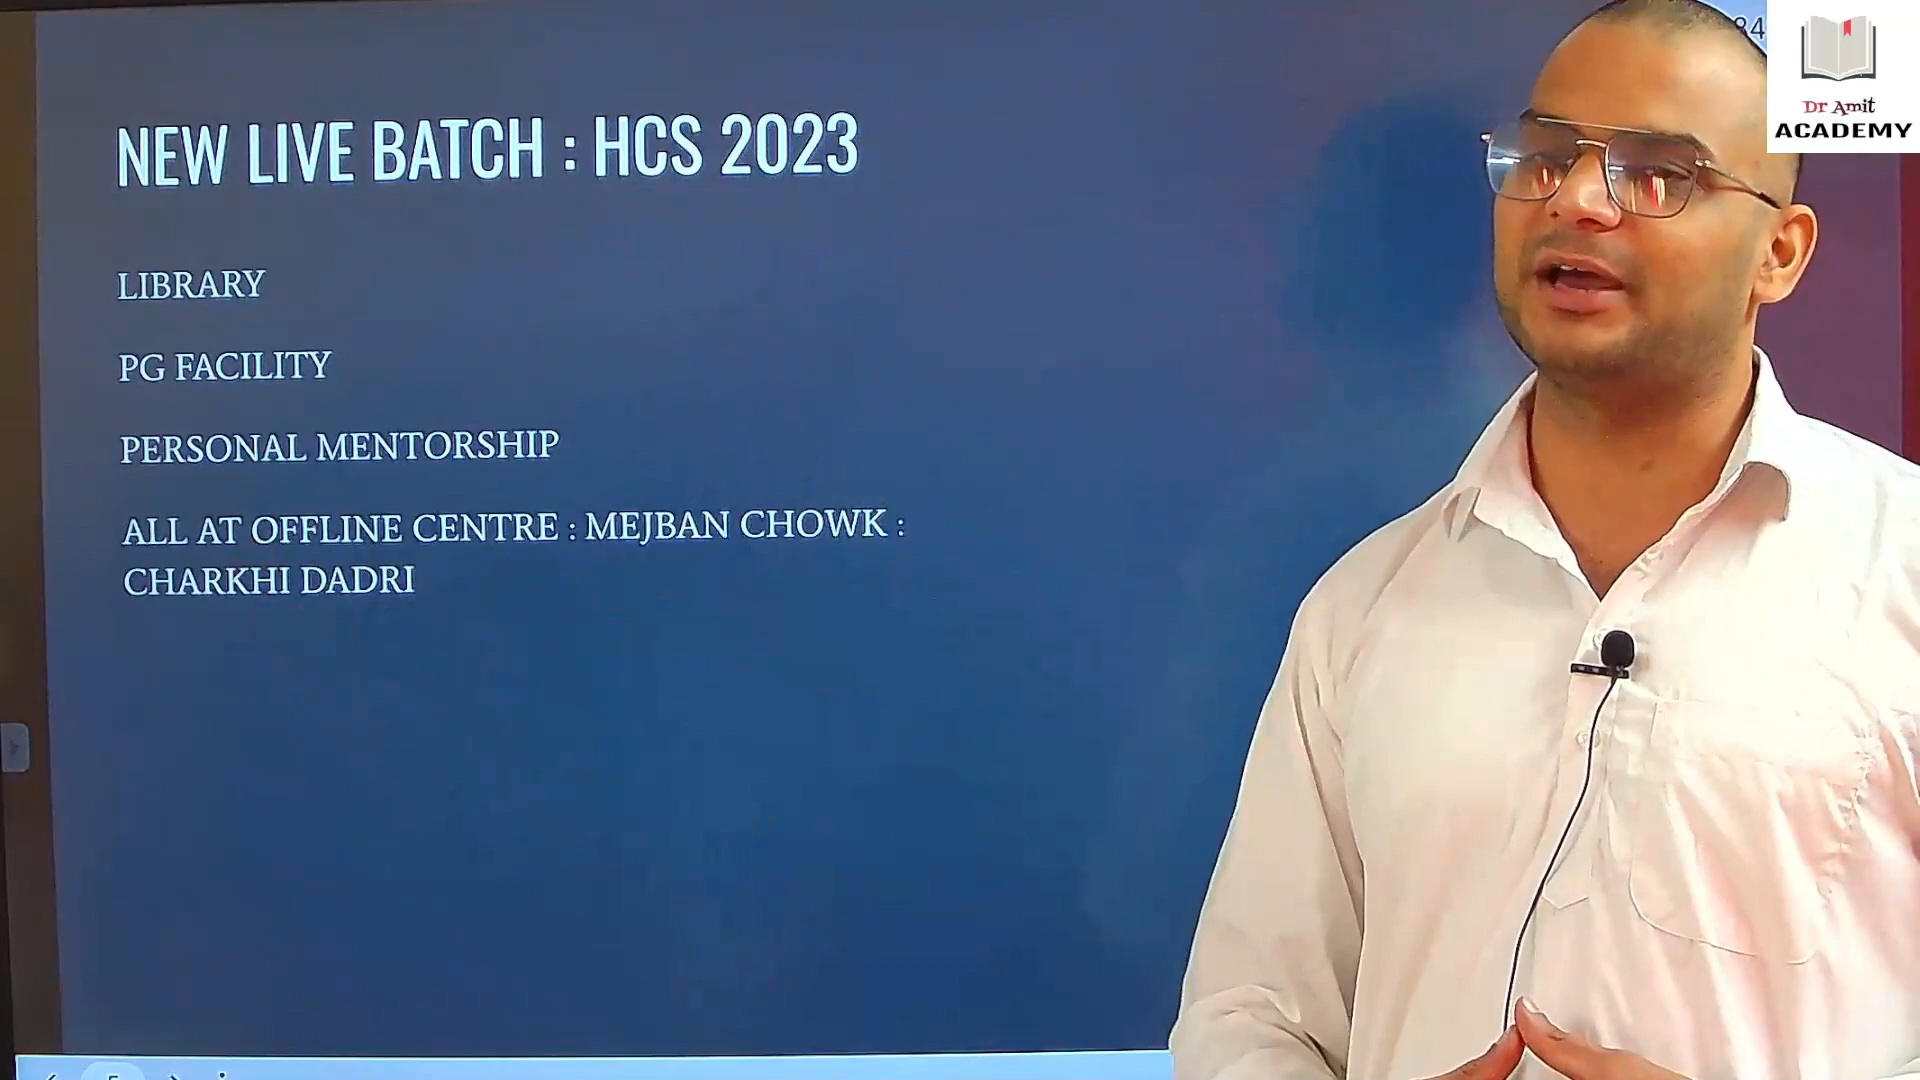 NEW LIVE BATCH : HCS 2023
LIBRARY
PG FACILITY
PERSONAL MENTORSHIP
ALL AT OFFLINE CENTRE : MEJBAN CHOWK :
CHARKHI DADRI
Dr Amit
ACADEMY